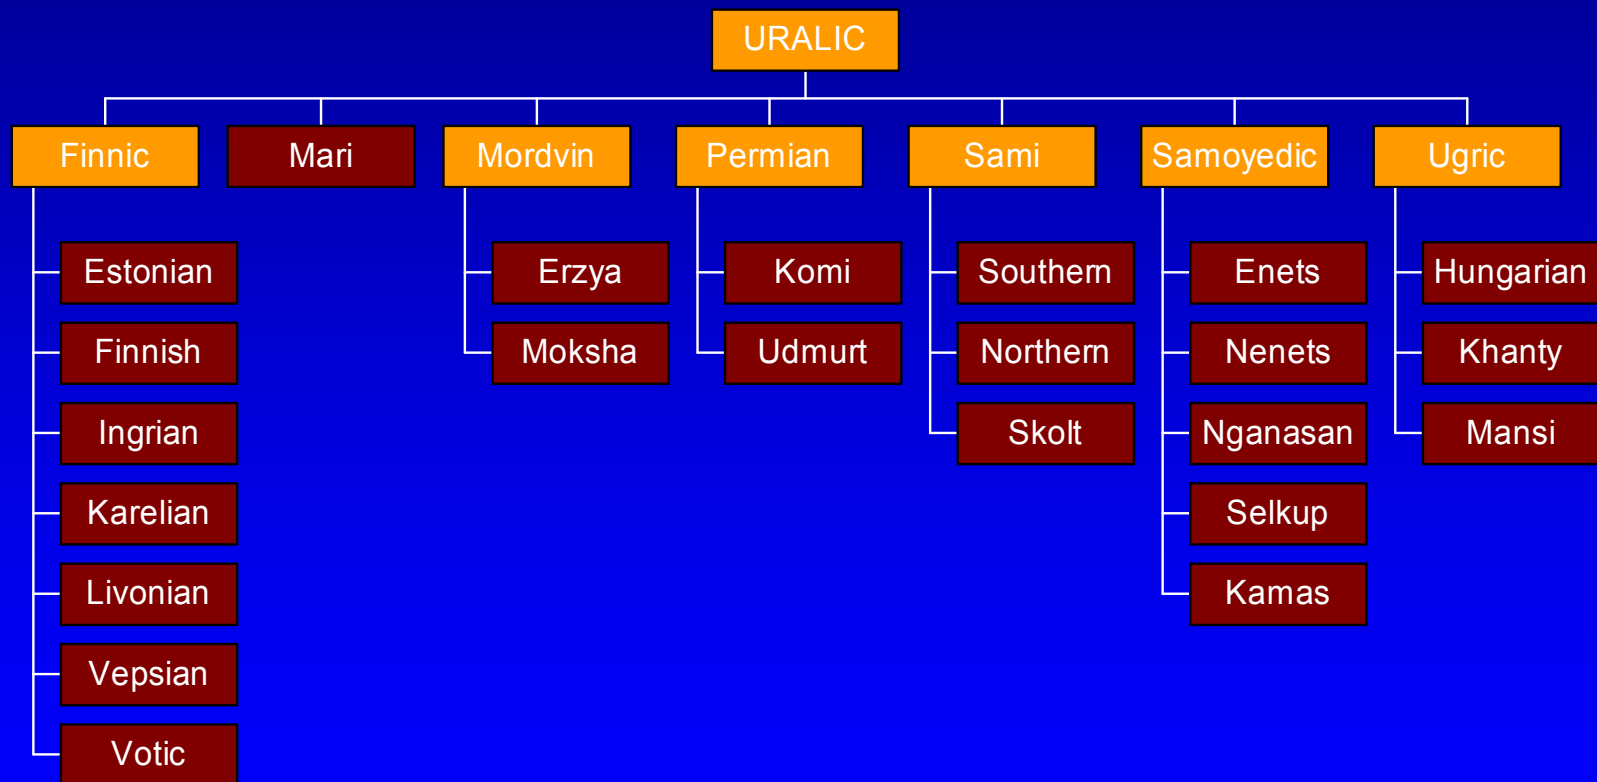 URALIC
Finnic
Mari
Mordvin
Permian
Sami
Samoyedic
Ugric
Estonian
Finnish
Ingrian
Karelian
Livonian
Vepsian
Votic
Erzya
Moksha
Komi
Udmurt
Southern
Northern
Skolt
Enets
Nenets
Nganasan
Selkup
Kamas
Hungarian
Khanty
Mansi